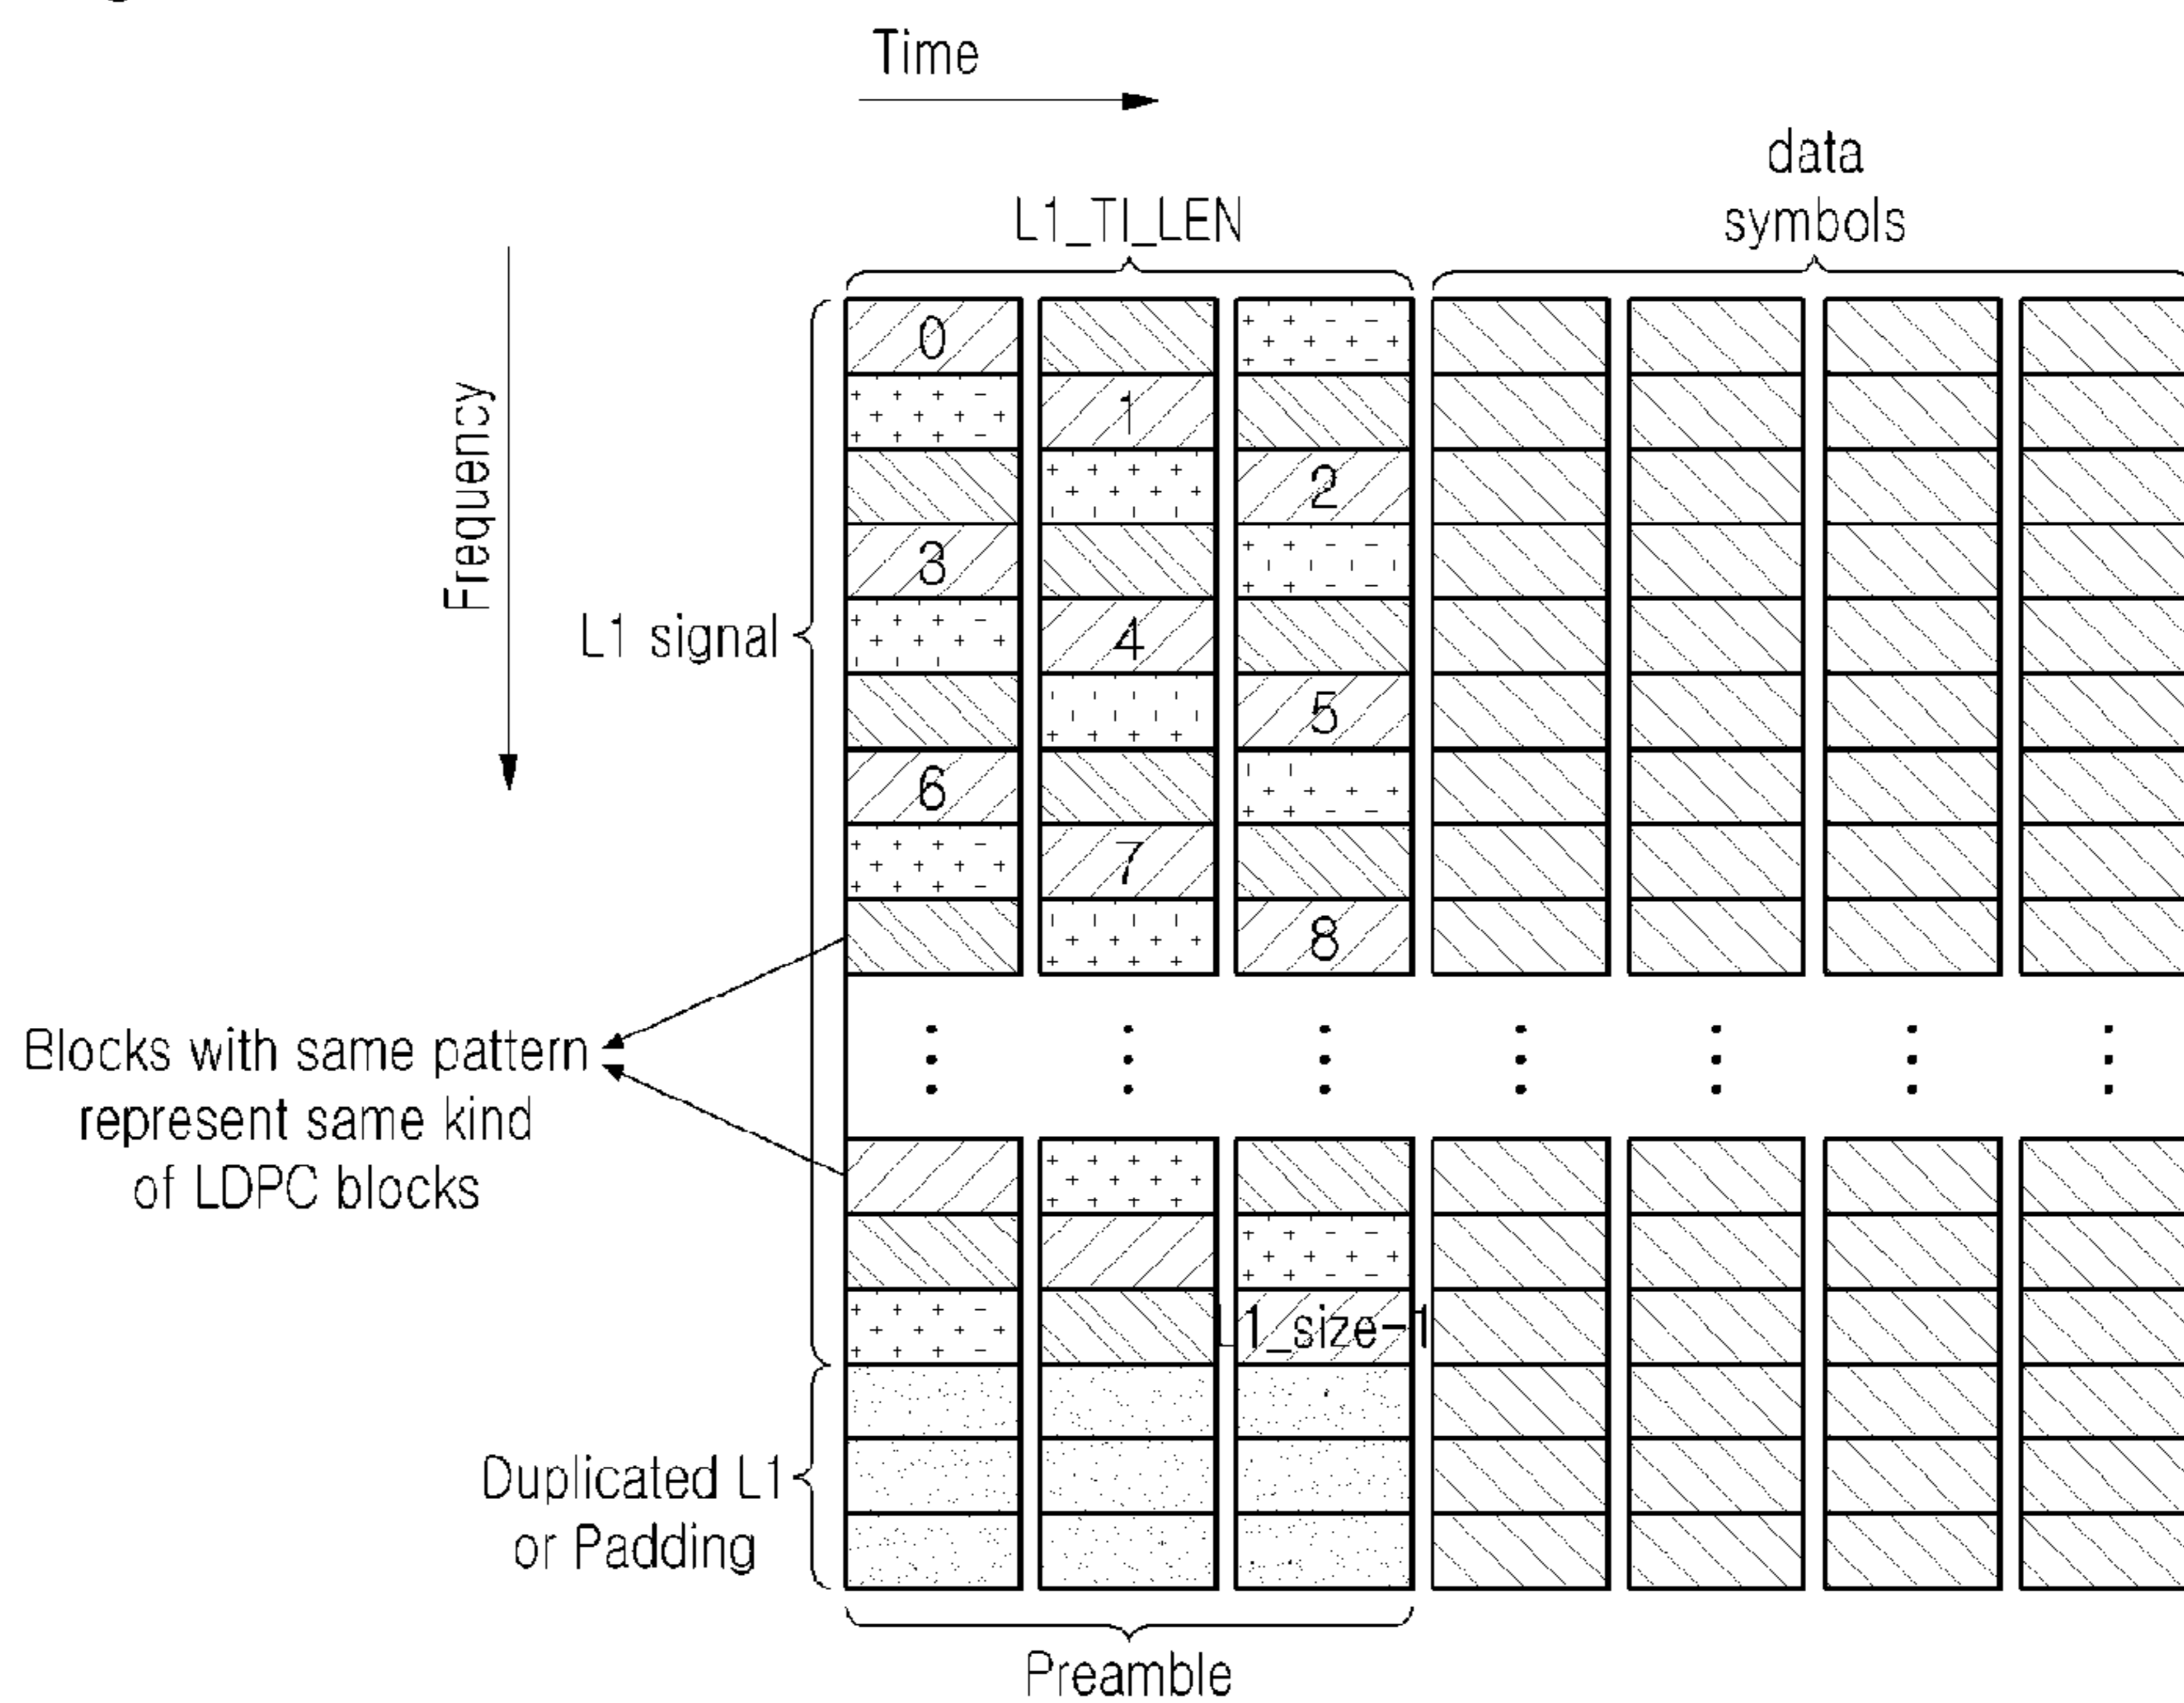 Time
data
symbols
L1_TI_LEN
Frequency
0
1
2
3
L1 signal
4
5
6
7
8
Blocks with same pattern
represent same kind
of LDPC blocks
L1_size-1
Duplicated L1
or Padding
Preamble